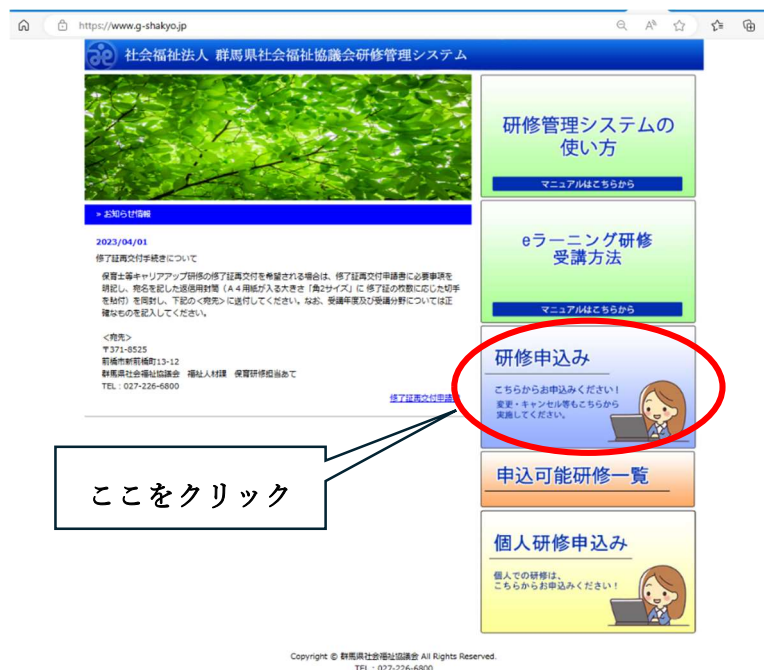 https://www.g-shakyo.jp
社会福祉法人 群馬県社会福祉協議会研修管理システム
» お知らせ情報
2023/04/01
修了証再交付手続きについて
保育士等キャリアアップ研修の修了証再交付を希望される場合は、修了証再交付申請書に必要事項を
明記し、宛名を記した返信用封筒(A4用紙が入る大きさ「角2サイズ」に 修了証の枚数に応じた切手
を貼付)を同封し、下記の<宛先>に送付してください。なお、受講年度及び受講分野については正
確なものを記入してください。
<宛先>
〒371-8525
前橋市新前橋町13-12
群馬県社会福祉協議会 福祉人材課 保育研修担当あて
TEL:027-226-6800
修了証再交付申請
ここをクリック
研修管理システムの
使い方
マニュアルはこちらから
eラーニング研修
受講方法
マニュアルはこちらから
研修申込み
こちらからお申込みください!
変更・キャンセル等もこちらから
実施してください。
申込可能研修一覧
個人研修申込み
個人での研修は、
こちらからお申込みください!
Copyright © 群馬県社会福祉協議会 All Rights Reserved.
TEL:027-226-6800